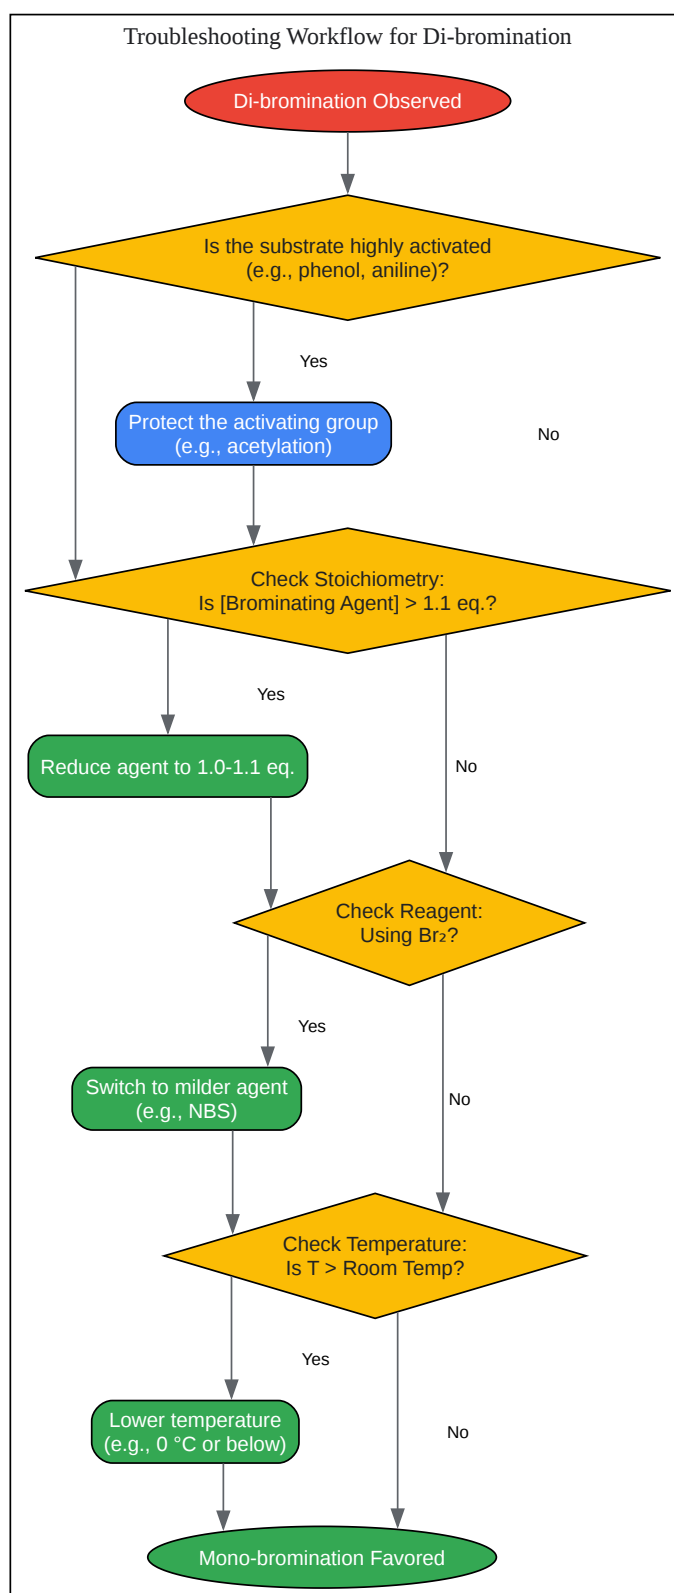 Troubleshooting Workflow for Di-bromination
Di-bromination Observed
Is the substrate highly activated
(e.g., phenol, aniline)?
Yes
Protect the activating group
(e.g., acetylation)
No
Check Stoichiometry:
Is [Brominating Agent] > 1.1 eq.?
Yes
Reduce agent to 1.0-1.1 eq.
No
Check Reagent:
Using Br₂?
Yes
Switch to milder agent
(e.g., NBS)
No
Check Temperature:
Is T > Room Temp?
Yes
Lower temperature
(e.g., 0 °C or below)
No
Mono-bromination Favored